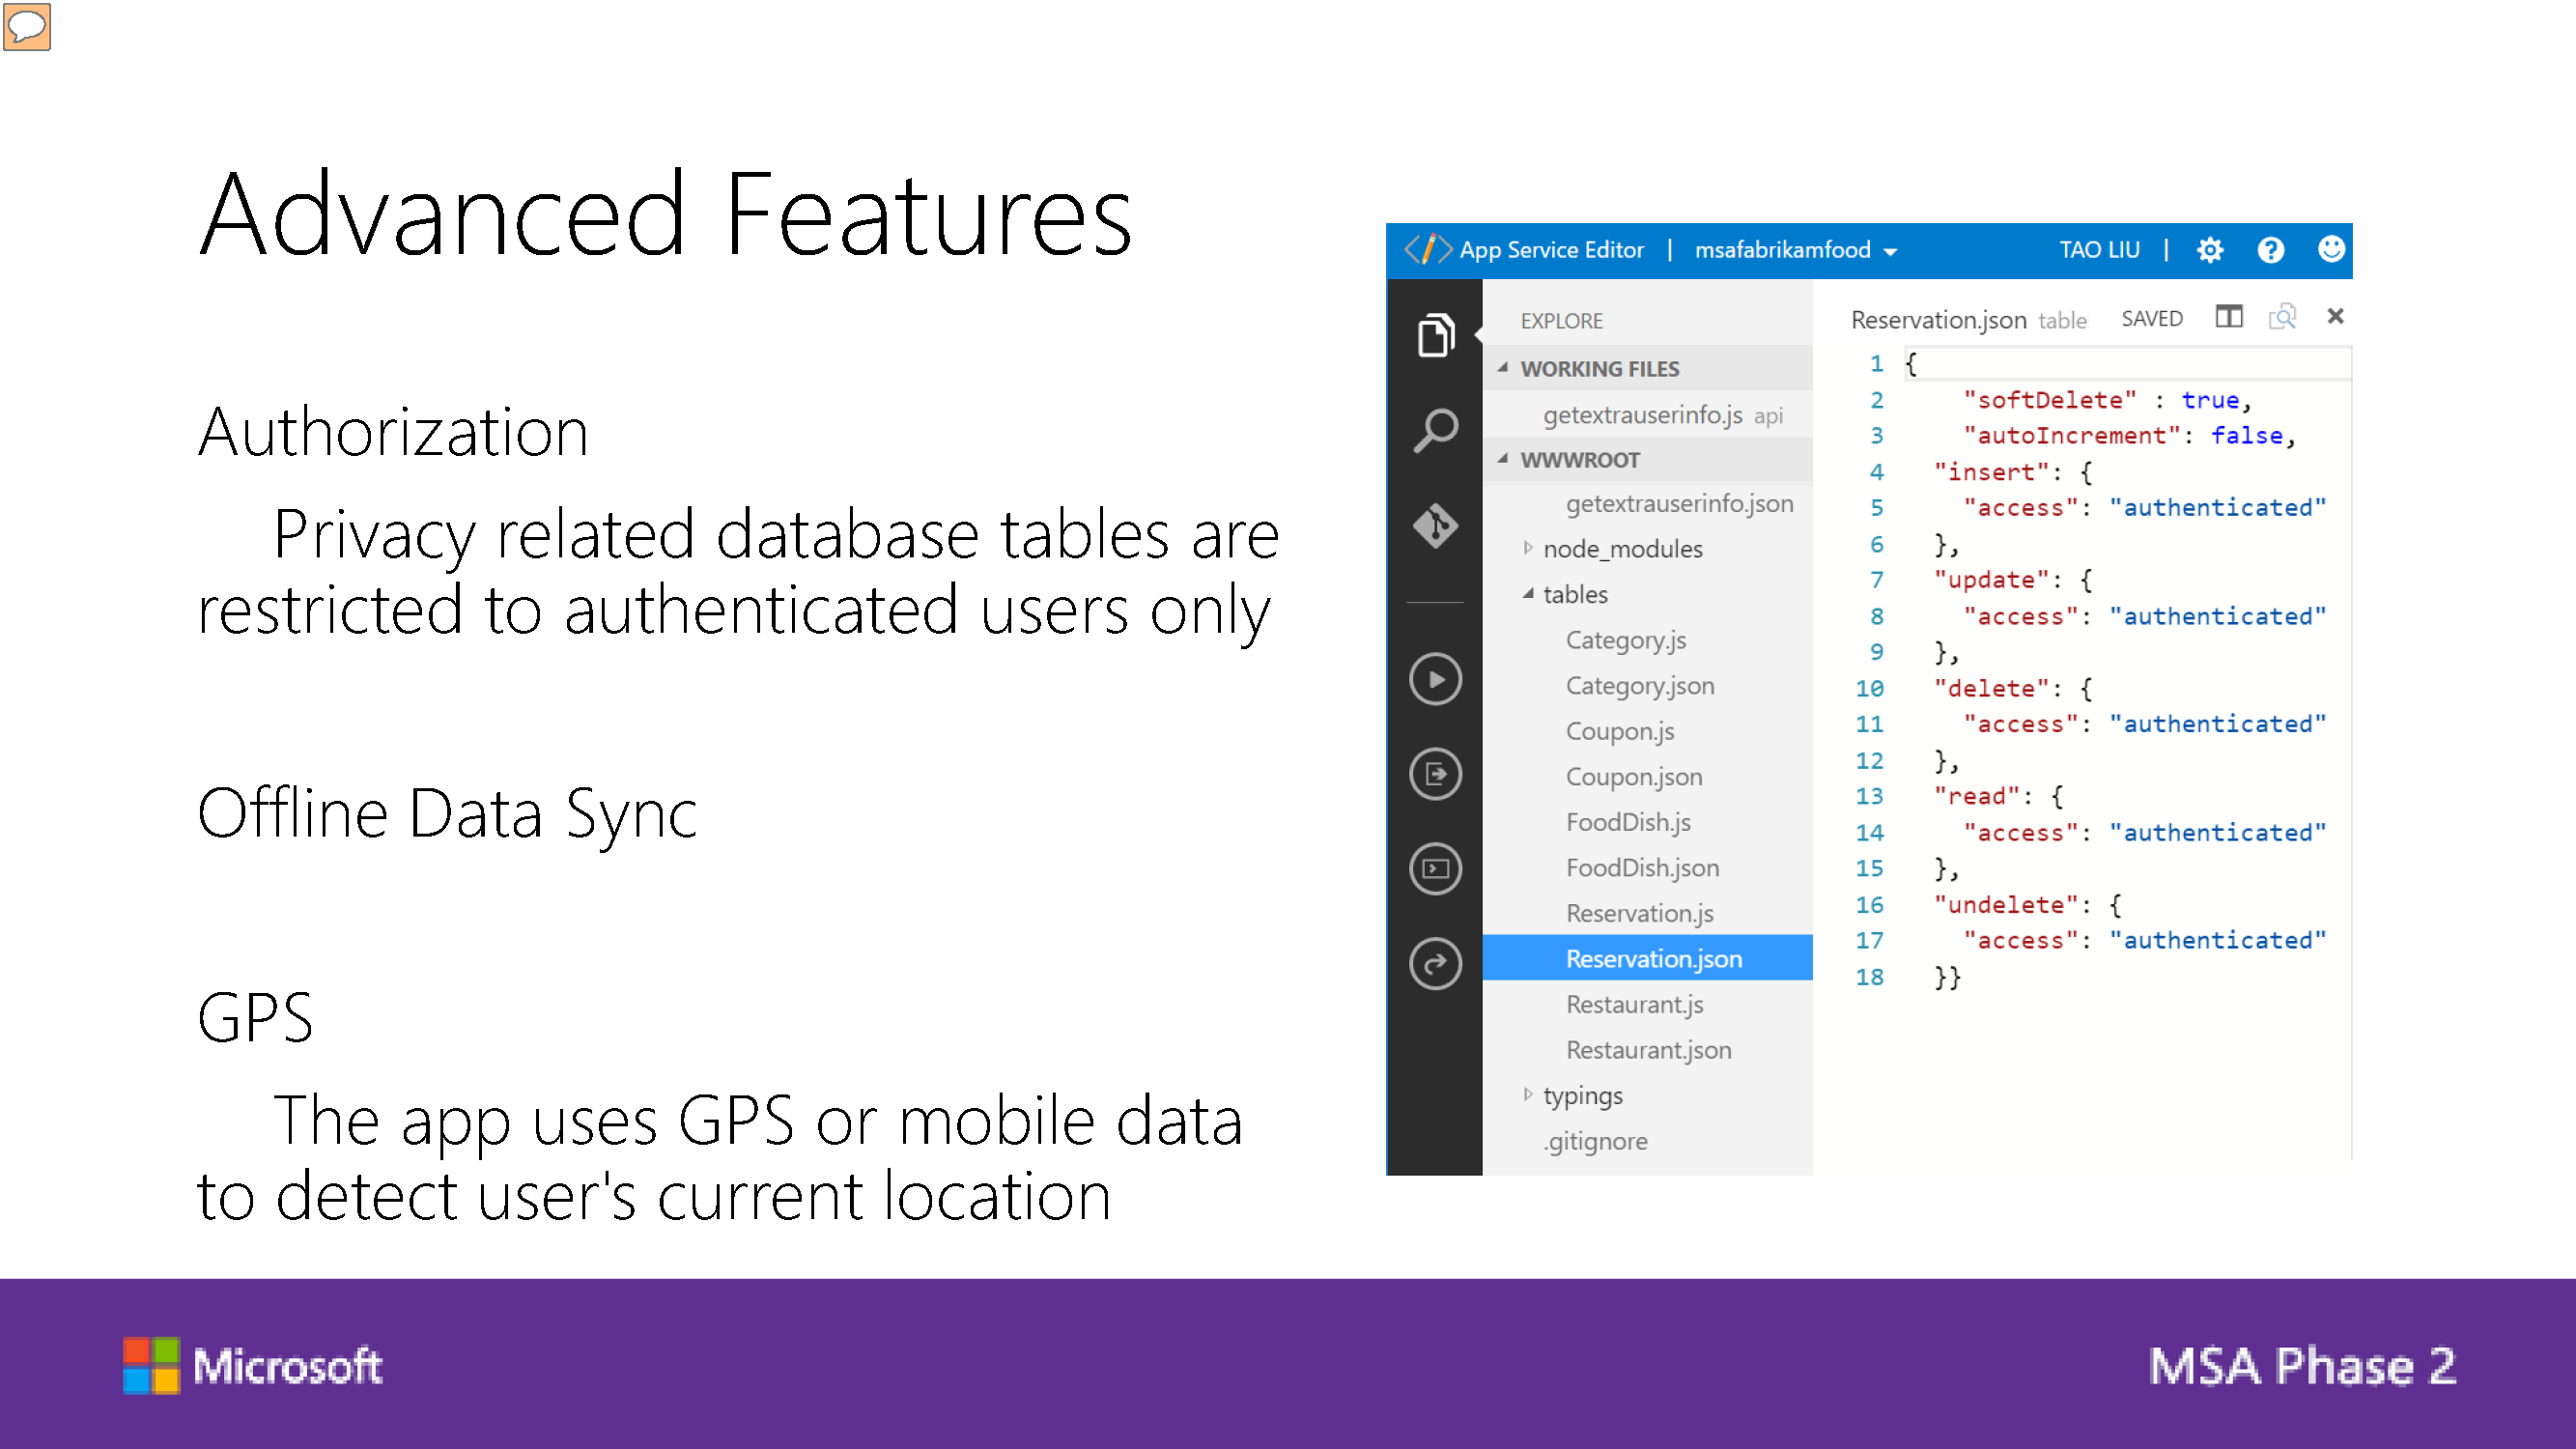 Advanced Features
Authorization
Privacy related database tables are
restricted to authenticated users only
Offline Data Sync
GPS
The app uses GPS or mobile data
to detect user's current location
App Service Editor | msafabrikamfood
TAO LIU |
EXPLORE
WORKING FILES
getextrauserinfo.js api
WWWROOT
getextrauserinfo.json
node_modules
tables
Category.js
Category.json
Coupon.js
Coupon.json
FoodDish.js
FoodDish.json
Reservation.js
Reservation.json
Restaurant.js
Restaurant.json
typings
.gitignore
Reservation.json table SAVED
1 {
2 "softDelete" : true,
3 "autoIncrement": false,
4 "insert": {
5 "access": "authenticated"
6 },
7 "update": {
8 "access": "authenticated"
9 },
10 "delete": {
11 "access": "authenticated"
12 },
13 "read": {
14 "access": "authenticated"
15 },
16 "undelete": {
17 "access": "authenticated"
18 }}
Microsoft
MSA Phase 2